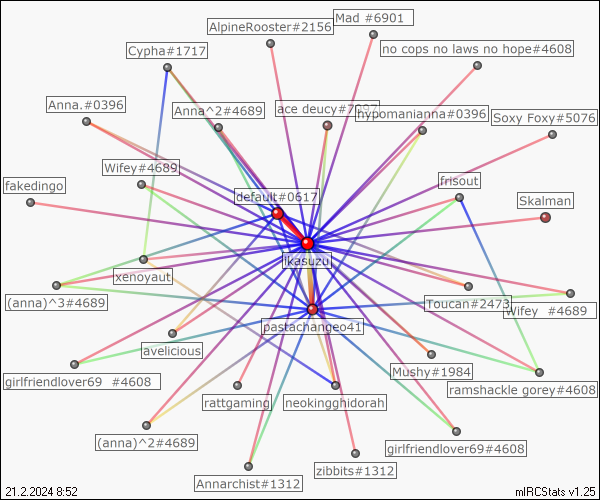 Mad #6901
AlpineRooster#2156
Cypha#1717
no cops no laws no hope#4608
Anna.#0396
Anna^2#4689
ace deucy#7
hypomanianna#0396
Soxy Foxy#5076
Wifey#4689
fakedingo
frisout
default#0617
Skalman
ikasuzu
xenoyaut
(anna)^3#4689
Toucan#2473
Wifey #4689
pastachangeo41
avelicious
Mushy#1984
girlfriendlover69 #4608
ramshackle gorey#4608
rattgaming
neokingghidorah
(anna)^2#4689
girlfriendlover69#4608
zibbits#1312
Annarchist#1312
21.2.2024 8:52
mIRCStats v1.25